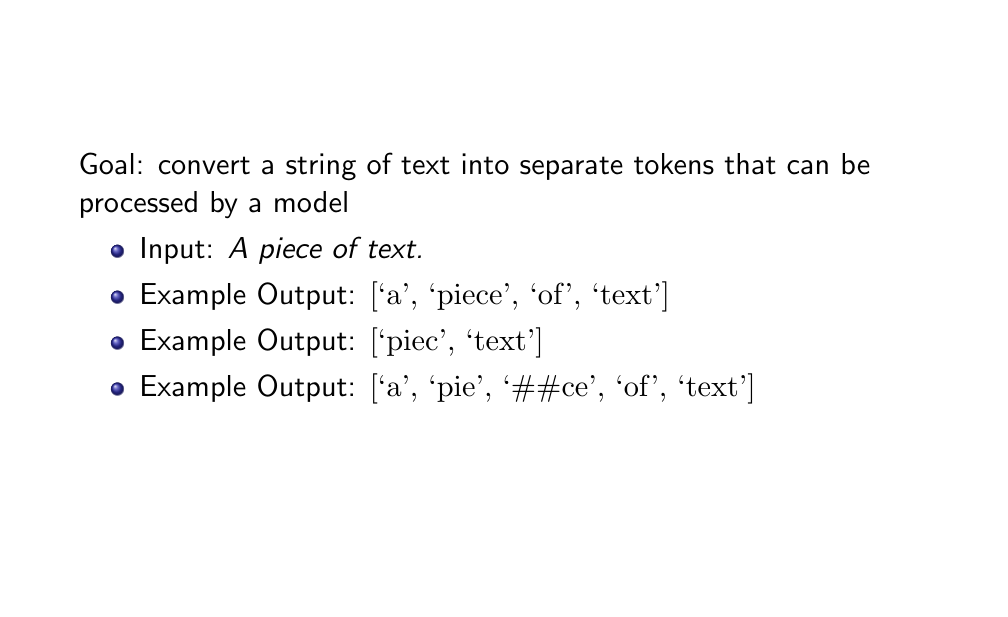 Goal: convert a string of text into separate tokens that can be
processed by a model
Input: A piece of text.
Example Output: [‘a’, ‘piece’, ‘of’, ‘text’]
Example Output: [‘piec’, ‘text’]
Example Output: [‘a’, ‘pie’, ‘##ce’, ‘of’, ‘text’]